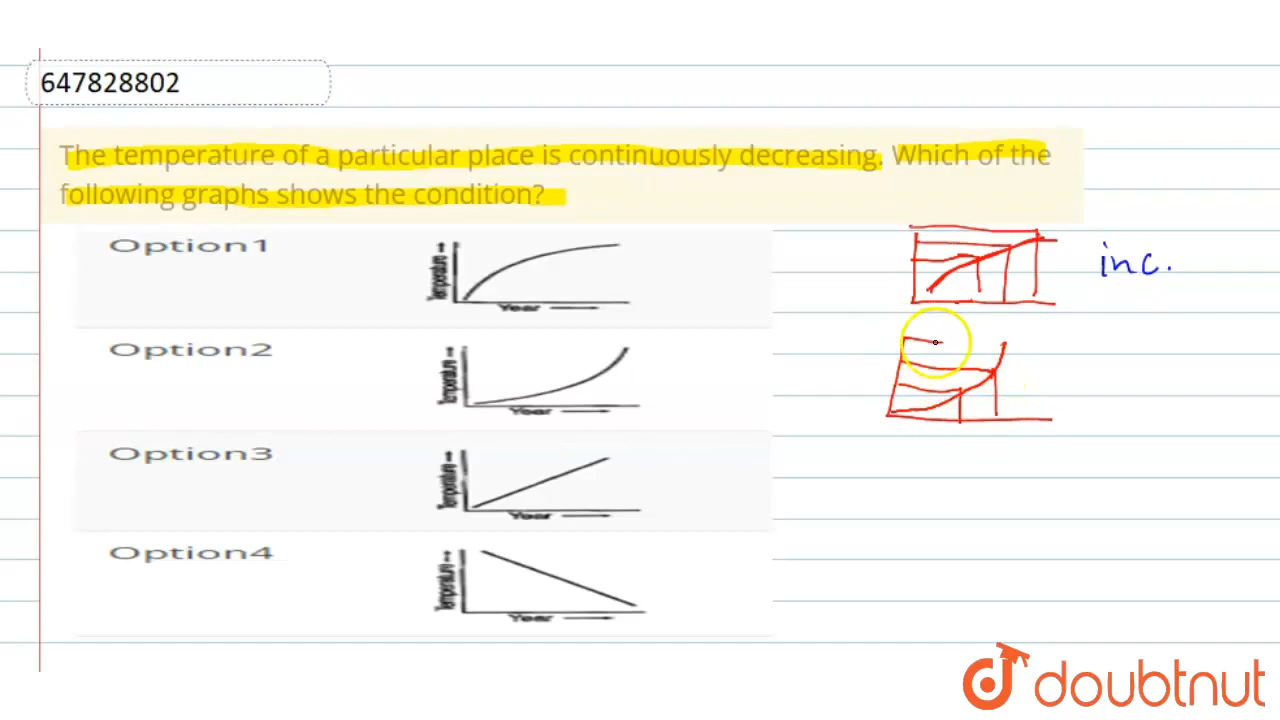 647828802
The temperature of a particular place is continuously decreasing. Which of the
following graphs shows the condition?
Option1
Temperature
Year
inc.
Option2
Temperature
Year
Option3
Temperature
Year
Option4
Temperature
Year
doubtnut